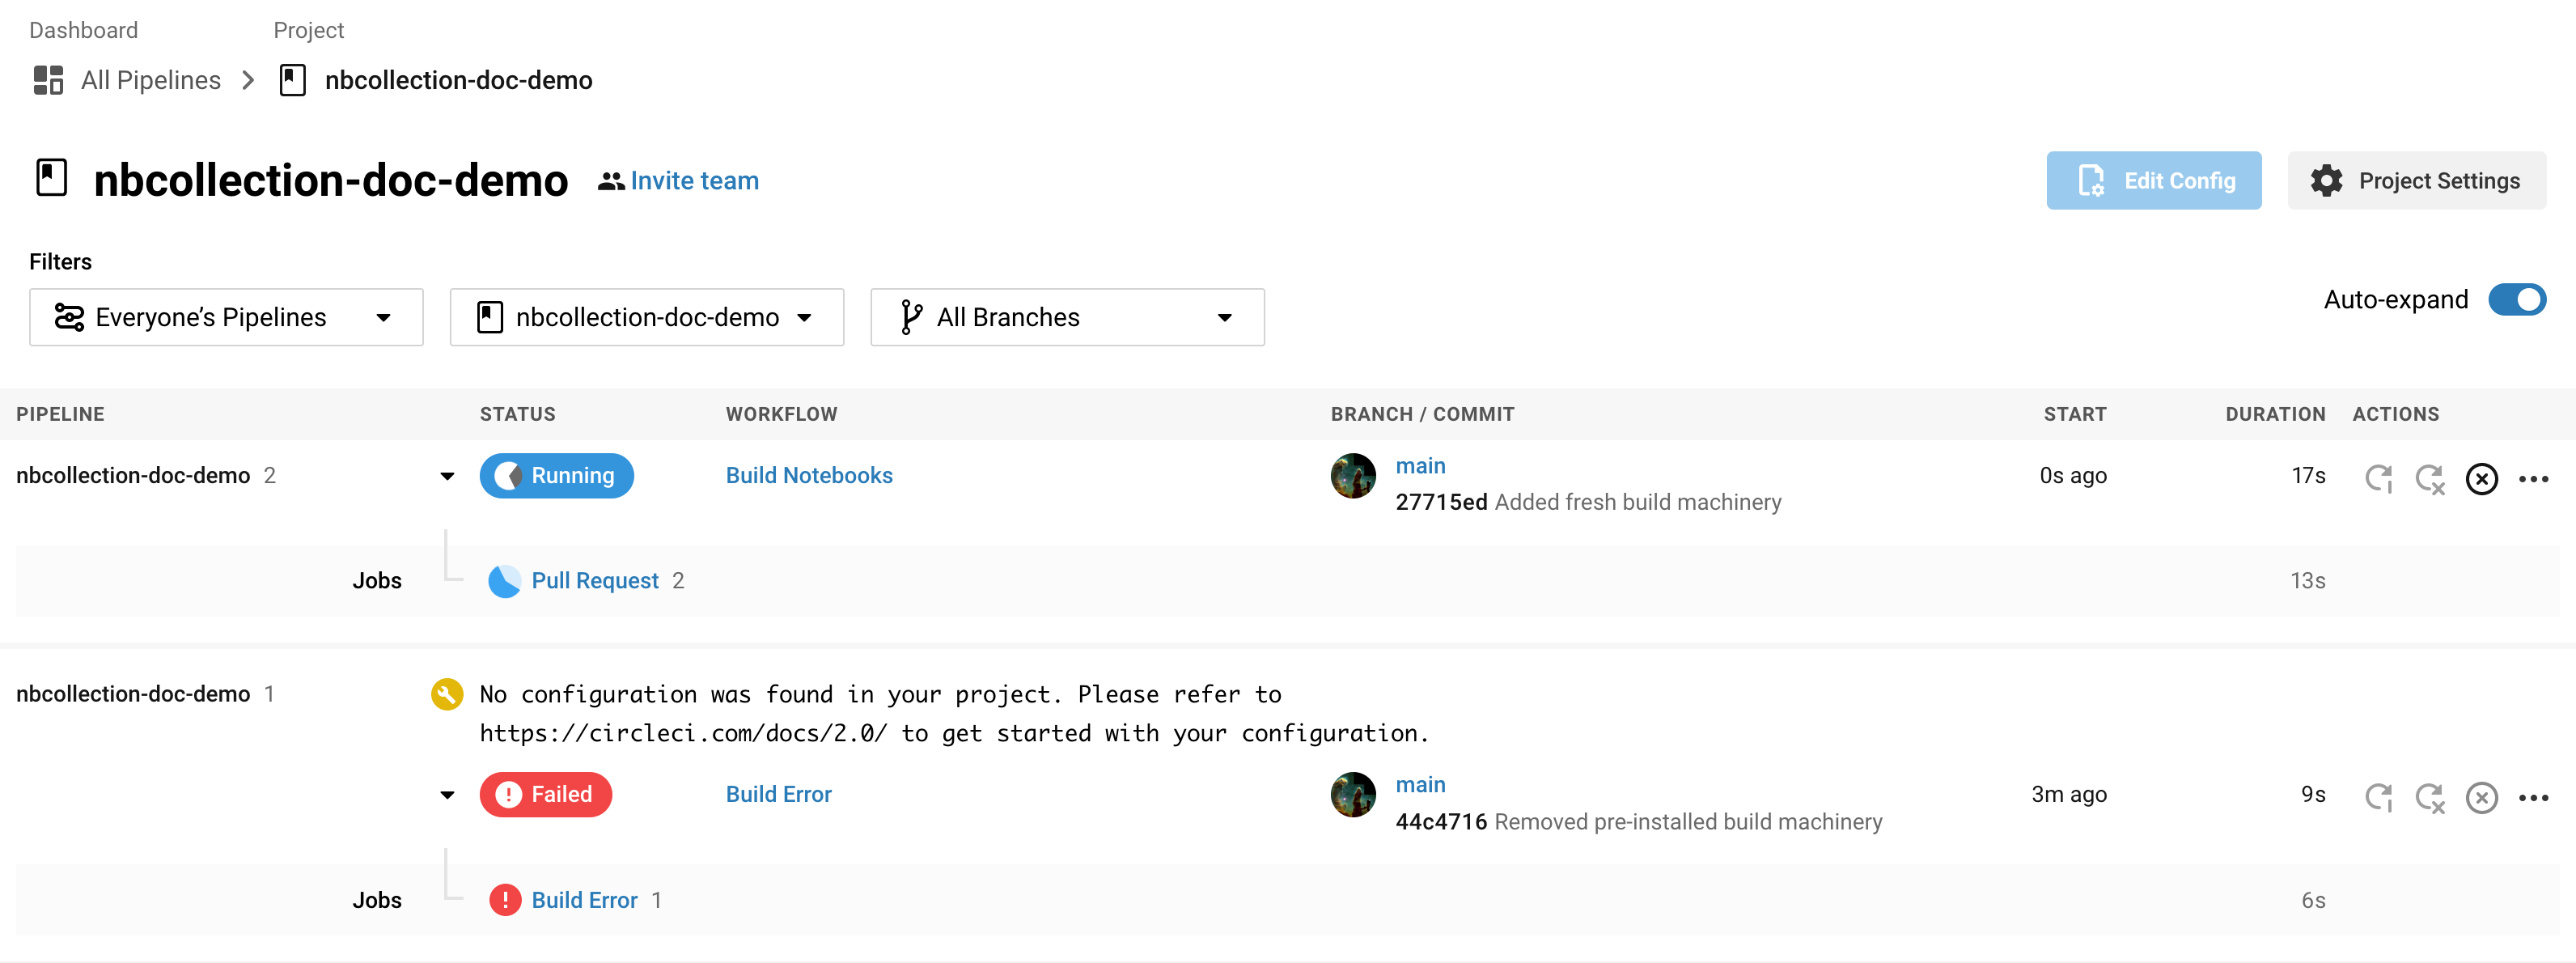 Dashboard Project
All Pipelines nbcollection-doc-demo
nbcollection-doc-demo Invite team Edit Config Project Settings
Filters
Everyone’s Pipelines nbcollection-doc-demo All Branches Auto-expand
PIPELINE STATUS WORKFLOW BRANCH / COMMIT START DURATION ACTIONS
nbcollection-doc-demo 2 Running Build Notebooks main 0s ago 17s
27715ed Added fresh build machinery
Jobs Pull Request 2 13s
nbcollection-doc-demo 1 No configuration was found in your project. Please refer to
https://circleci.com/docs/2.0/ to get started with your configuration.
Failed Build Error main 3m ago 9s
44c4716 Removed pre-installed build machinery
Jobs Build Error 1 6s